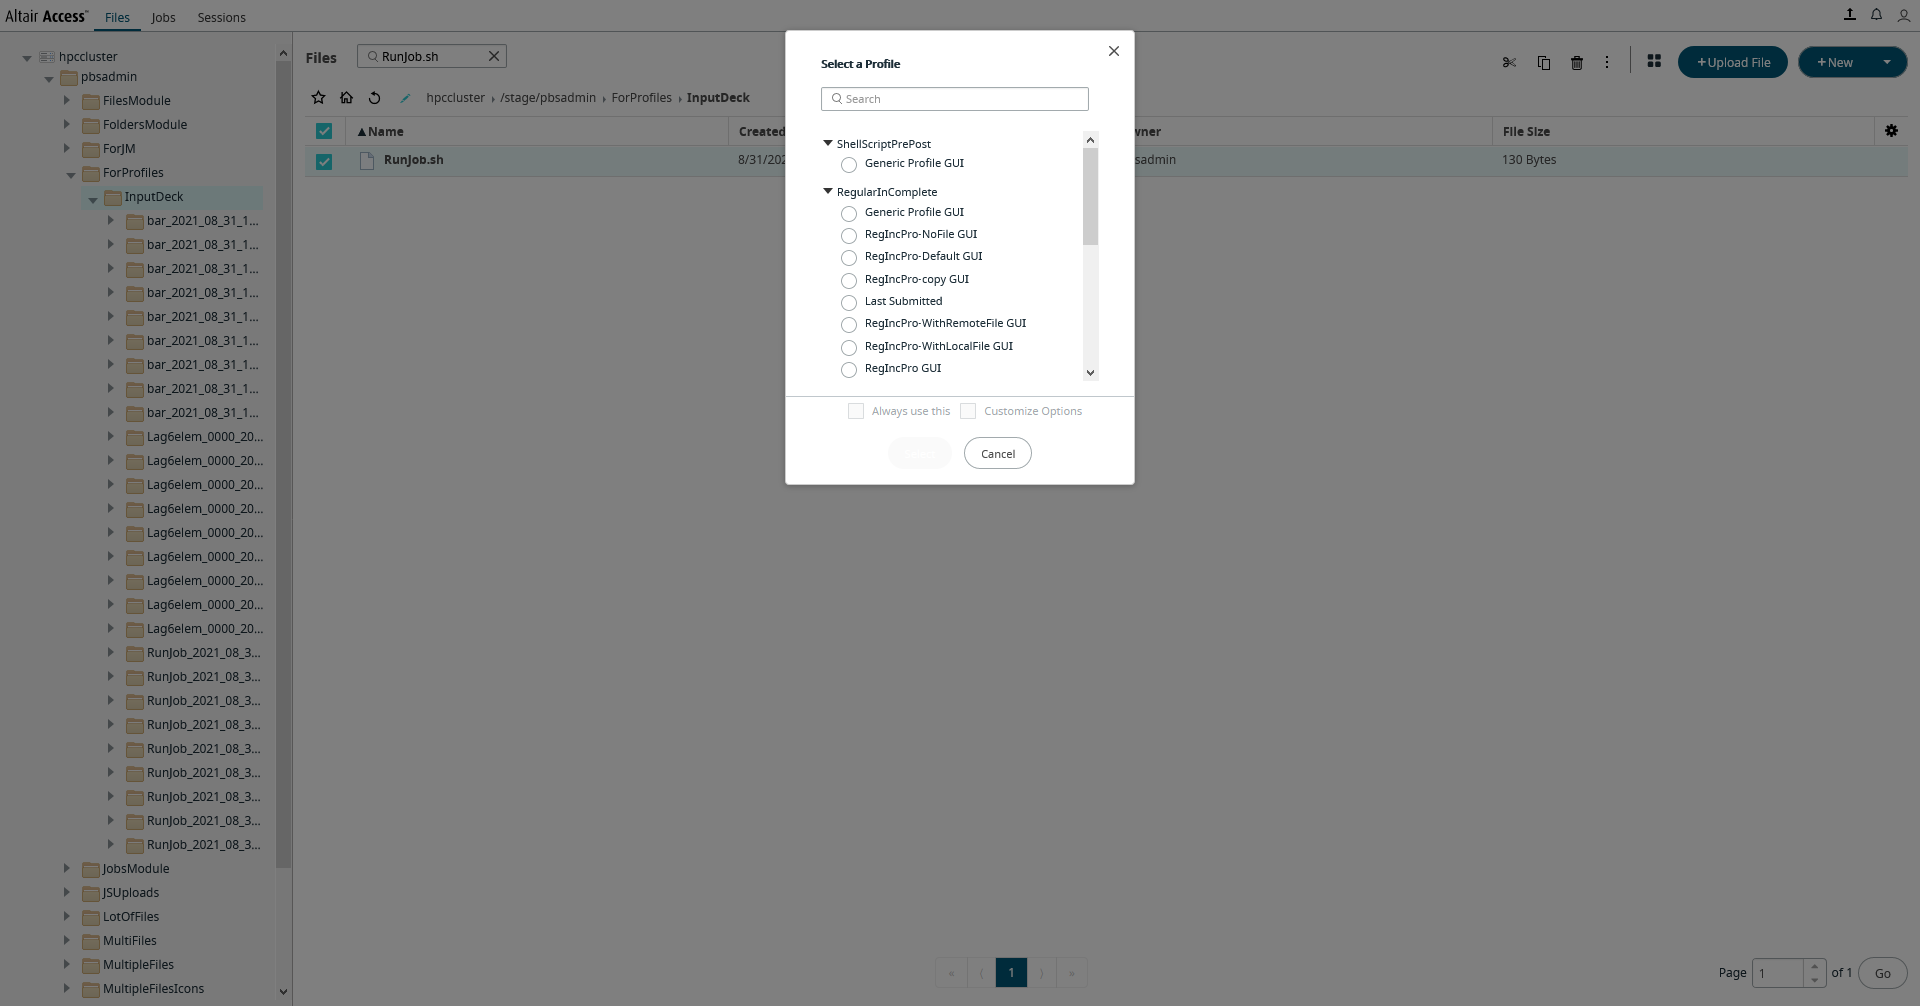 Altair Access™
Files
Jobs
Sessions
hpccluster
pbsadmin
FilesModule
FoldersModule
ForJM
ForProfiles
InputDeck
bar_2021_08_31_1...
bar_2021_08_31_1...
bar_2021_08_31_1...
bar_2021_08_31_1...
bar_2021_08_31_1...
bar_2021_08_31_1...
bar_2021_08_31_1...
bar_2021_08_31_1...
bar_2021_08_31_1...
Lag6elem_0000_20...
Lag6elem_0000_20...
Lag6elem_0000_20...
Lag6elem_0000_20...
Lag6elem_0000_20...
Lag6elem_0000_20...
Lag6elem_0000_20...
Lag6elem_0000_20...
Lag6elem_0000_20...
RunJob_2021_08_3...
RunJob_2021_08_3...
RunJob_2021_08_3...
RunJob_2021_08_3...
RunJob_2021_08_3...
RunJob_2021_08_3...
RunJob_2021_08_3...
RunJob_2021_08_3...
RunJob_2021_08_3...
JobsModule
JSUploads
LotOfFiles
MultiFiles
MultipleFiles
MultipleFilesIcons
Files
RunJob.sh
+Upload File
+New
hpccluster › /stage/pbsadmin › ForProfiles › InputDeck
Name
Created
wner
File Size
RunJob.sh
8/31/202
sadmin
130 Bytes
Select a Profile
Search
ShellScriptPrePost
Generic Profile GUI
RegularInComplete
Generic Profile GUI
RegIncPro-NoFile GUI
RegIncPro-Default GUI
RegIncPro-copy GUI
Last Submitted
RegIncPro-WithRemoteFile GUI
RegIncPro-WithLocalFile GUI
RegIncPro GUI
Always use this
Customize Options
Cancel
« ⟨ 1 ⟩ »
Page 1 of 1 Go